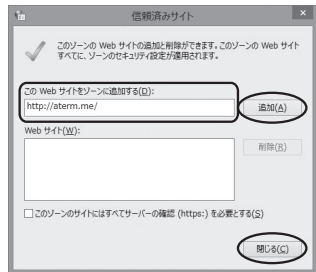 信頼済みサイト
このゾーンの Web サイトの追加と削除ができます。このゾーンの Web サイト
すべてに、ゾーンのセキュリティ設定が適用されます。
この Web サイトをゾーンに追加する(D):
http://aterm.me/
追加(A)
Web サイト(W):
削除(R)
このゾーンのサイトにはすべてサーバーの確認 (https:) を必要とする(S)
閉じる(C)